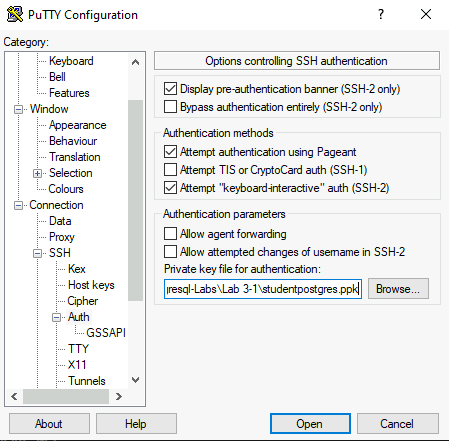 PuTTY Configuration
?
Category:
Keyboard
Bell
Features
Window
Appearance
Behaviour
Translation
Selection
Colours
Connection
Data
Proxy
SSH
Kex
Host keys
Cipher
Auth
GSSAPI
TTY
X11
Tunnels
Options controlling SSH authentication
Display pre-authentication banner (SSH-2 only)
Bypass authentication entirely (SSH-2 only)
Authentication methods
Attempt authentication using Pageant
Attempt TIS or CryptoCard auth (SSH-1)
Attempt "keyboard-interactive" auth (SSH-2)
Authentication parameters
Allow agent forwarding
Allow attempted changes of username in SSH-2
Private key file for authentication:
resql-Labs\Lab 3-1\studentpostgres.ppk
Browse...
About
Help
Open
Cancel